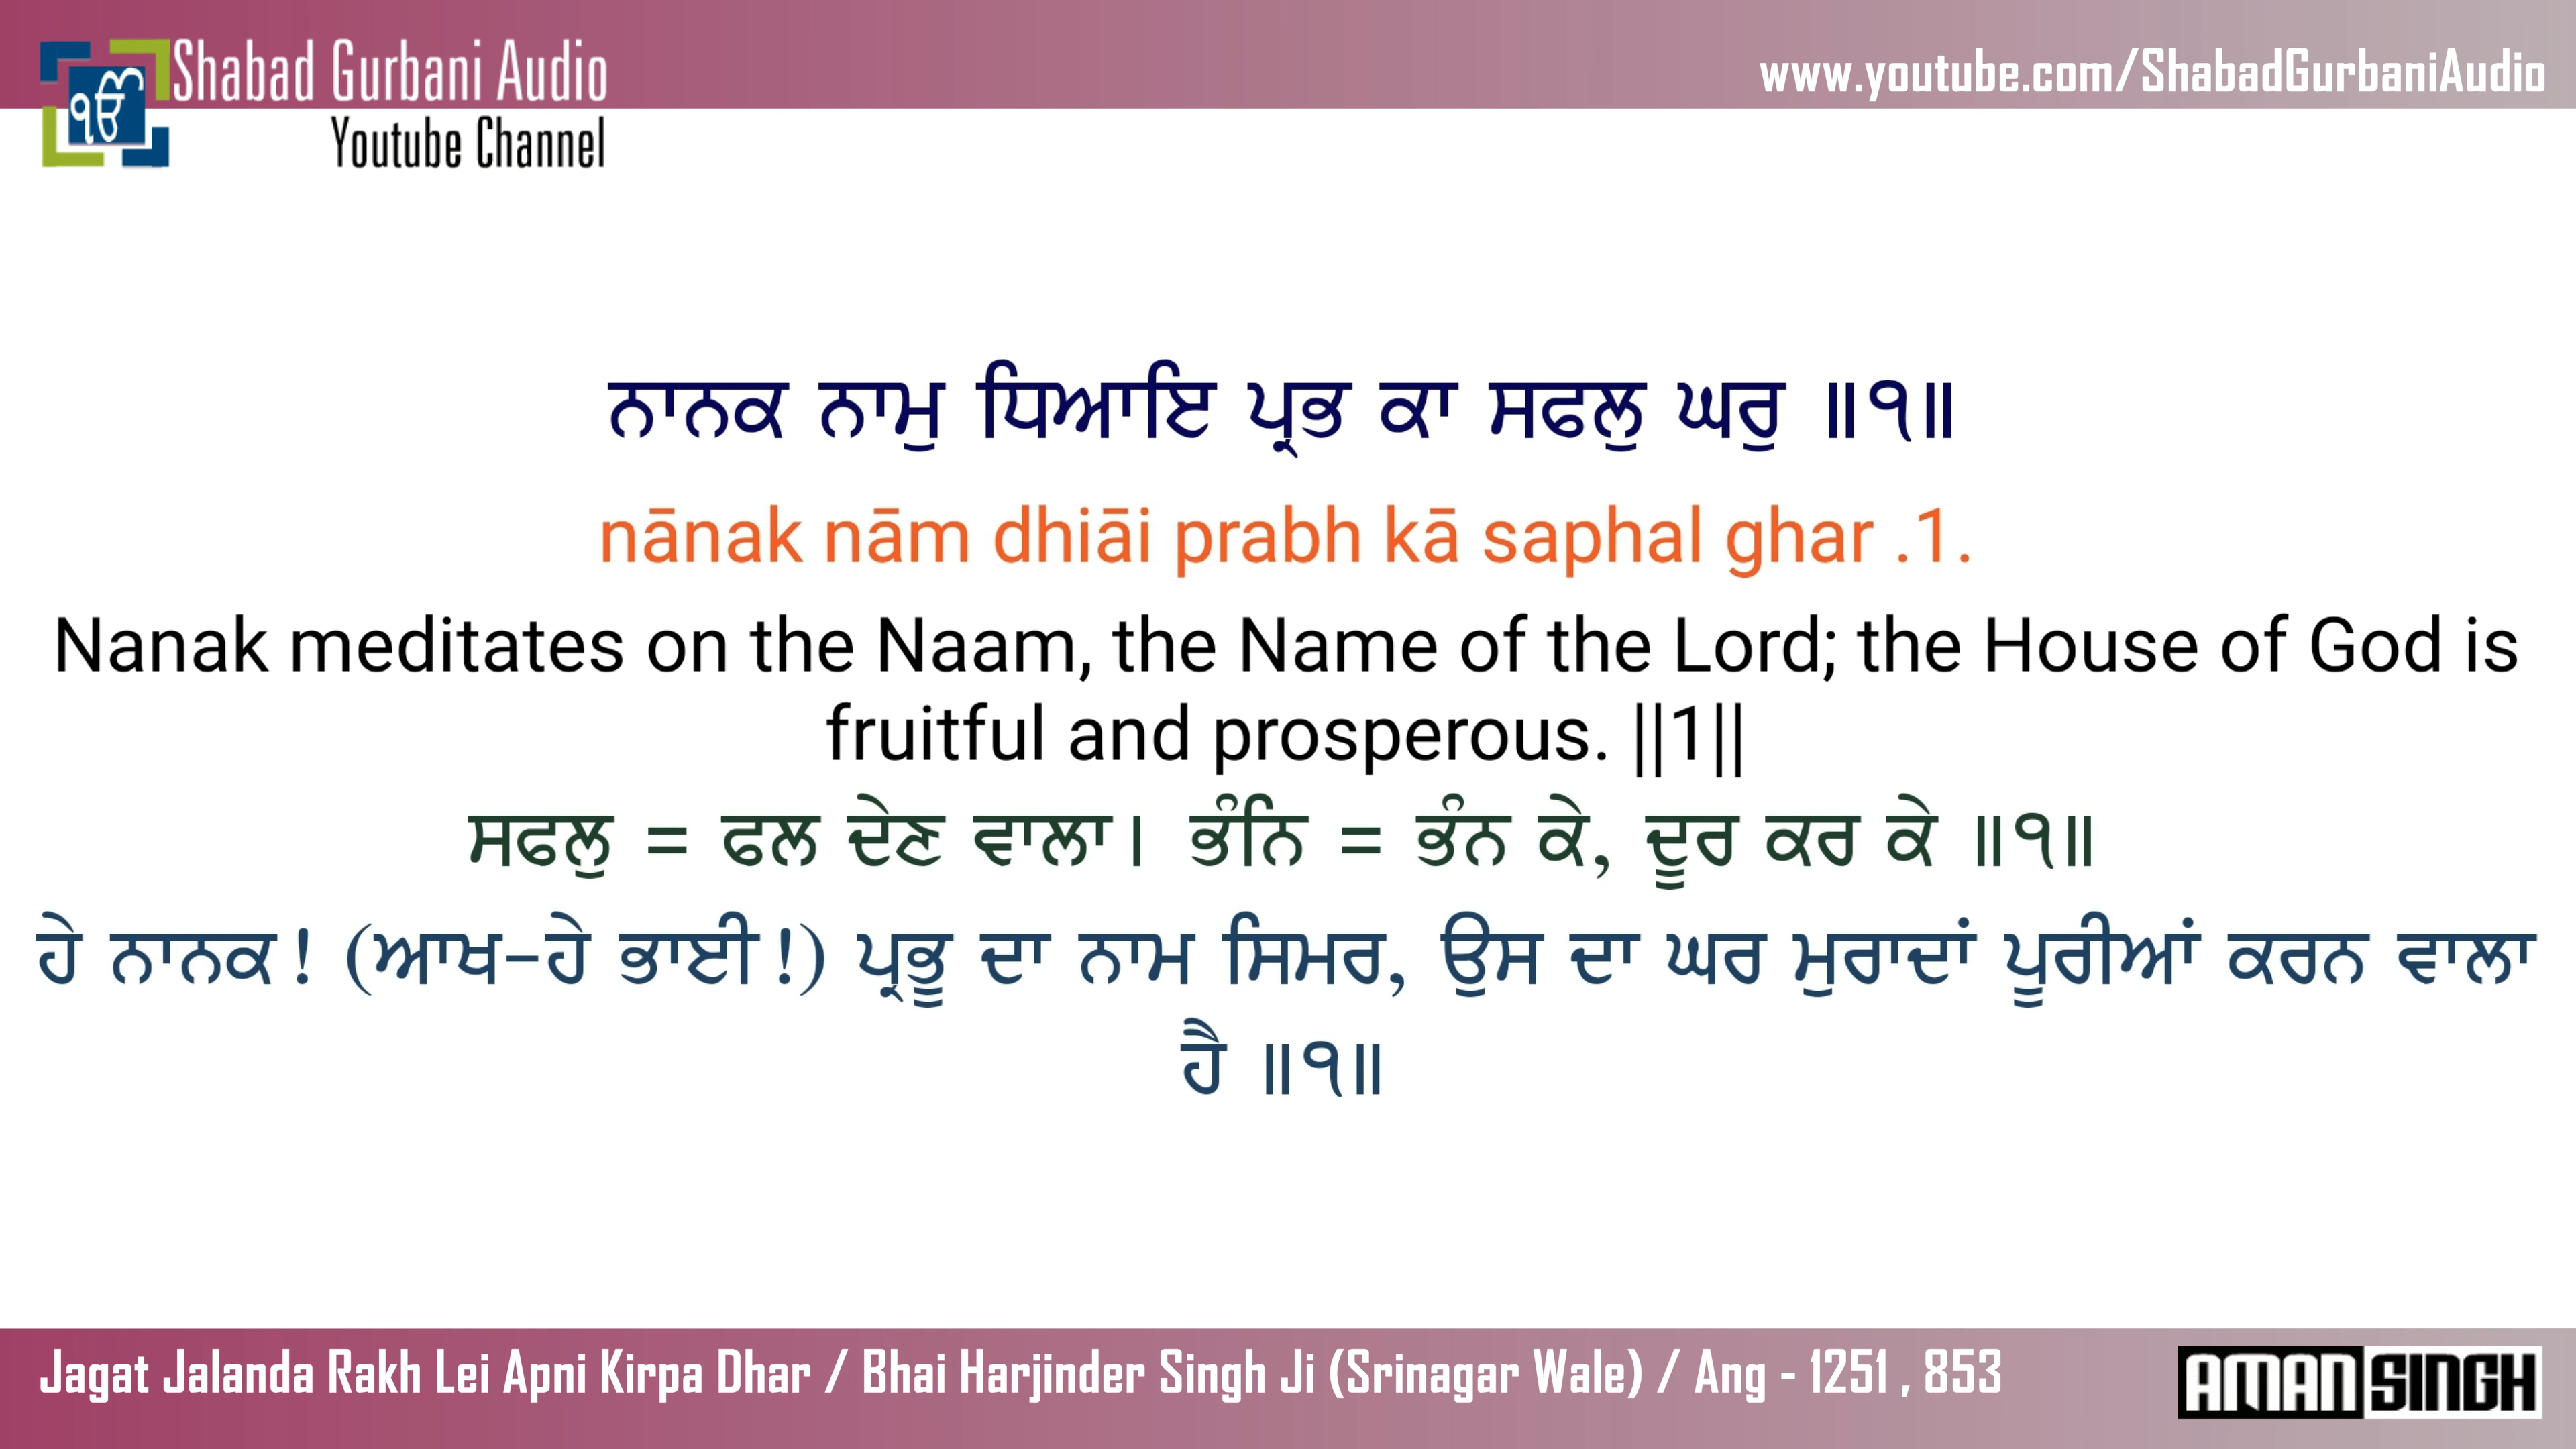 Shabad Gurbani Audio
Youtube Channel
ੴ
www.youtube.com/ShabadGurbaniAudio
ਨਾਨਕ ਨਾਮੁ ਧਿਆਇ ਪ੍ਰਭ ਕਾ ਸਫਲੁ ਘਰੁ ॥੧॥
nānak nām dhiāi prabh kā saphal ghar .1.
Nanak meditates on the Naam, the Name of the Lord; the House of God is
fruitful and prosperous. ||1||
ਸਫਲੁ = ਫਲ ਦੇਣ ਵਾਲਾ। ਭੰਨਿ = ਭੰਨ ਕੇ, ਦੂਰ ਕਰ ਕੇ ॥੧॥
ਹੇ ਨਾਨਕ! (ਆਖ-ਹੇ ਭਾਈ!) ਪ੍ਰਭੂ ਦਾ ਨਾਮ ਸਿਮਰ, ਉਸ ਦਾ ਘਰ ਮੁਰਾਦਾਂ ਪੂਰੀਆਂ ਕਰਨ ਵਾਲਾ
ਹੈ ॥੧॥
Jagat Jalanda Rakh Lei Apni Kirpa Dhar / Bhai Harjinder Singh Ji (Srinagar Wale) / Ang - 1251 , 853
AMAN SINGH